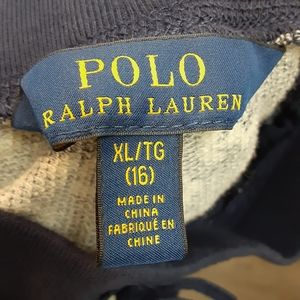 POLO
RALPH LAUREN
XL/TG
(16)
MADE IN
CHINA
FABRIQUÉ EN
CHINE